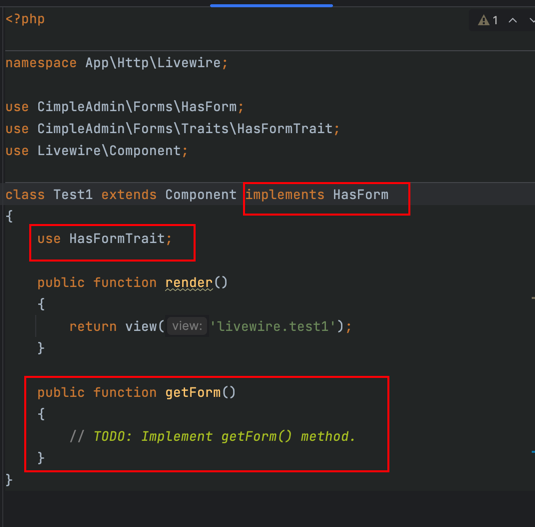 <?php
1
namespace App\Http\Livewire;
use CimpleAdmin\Forms\HasForm;
use CimpleAdmin\Forms\Traits\HasFormTrait;
use Livewire\Component;
class Test1 extends Component implements HasForm
{
use HasFormTrait;
public function render()
{
return view( view: 'livewire.test1');
}
public function getForm()
{
// TODO: Implement getForm() method.
}
}